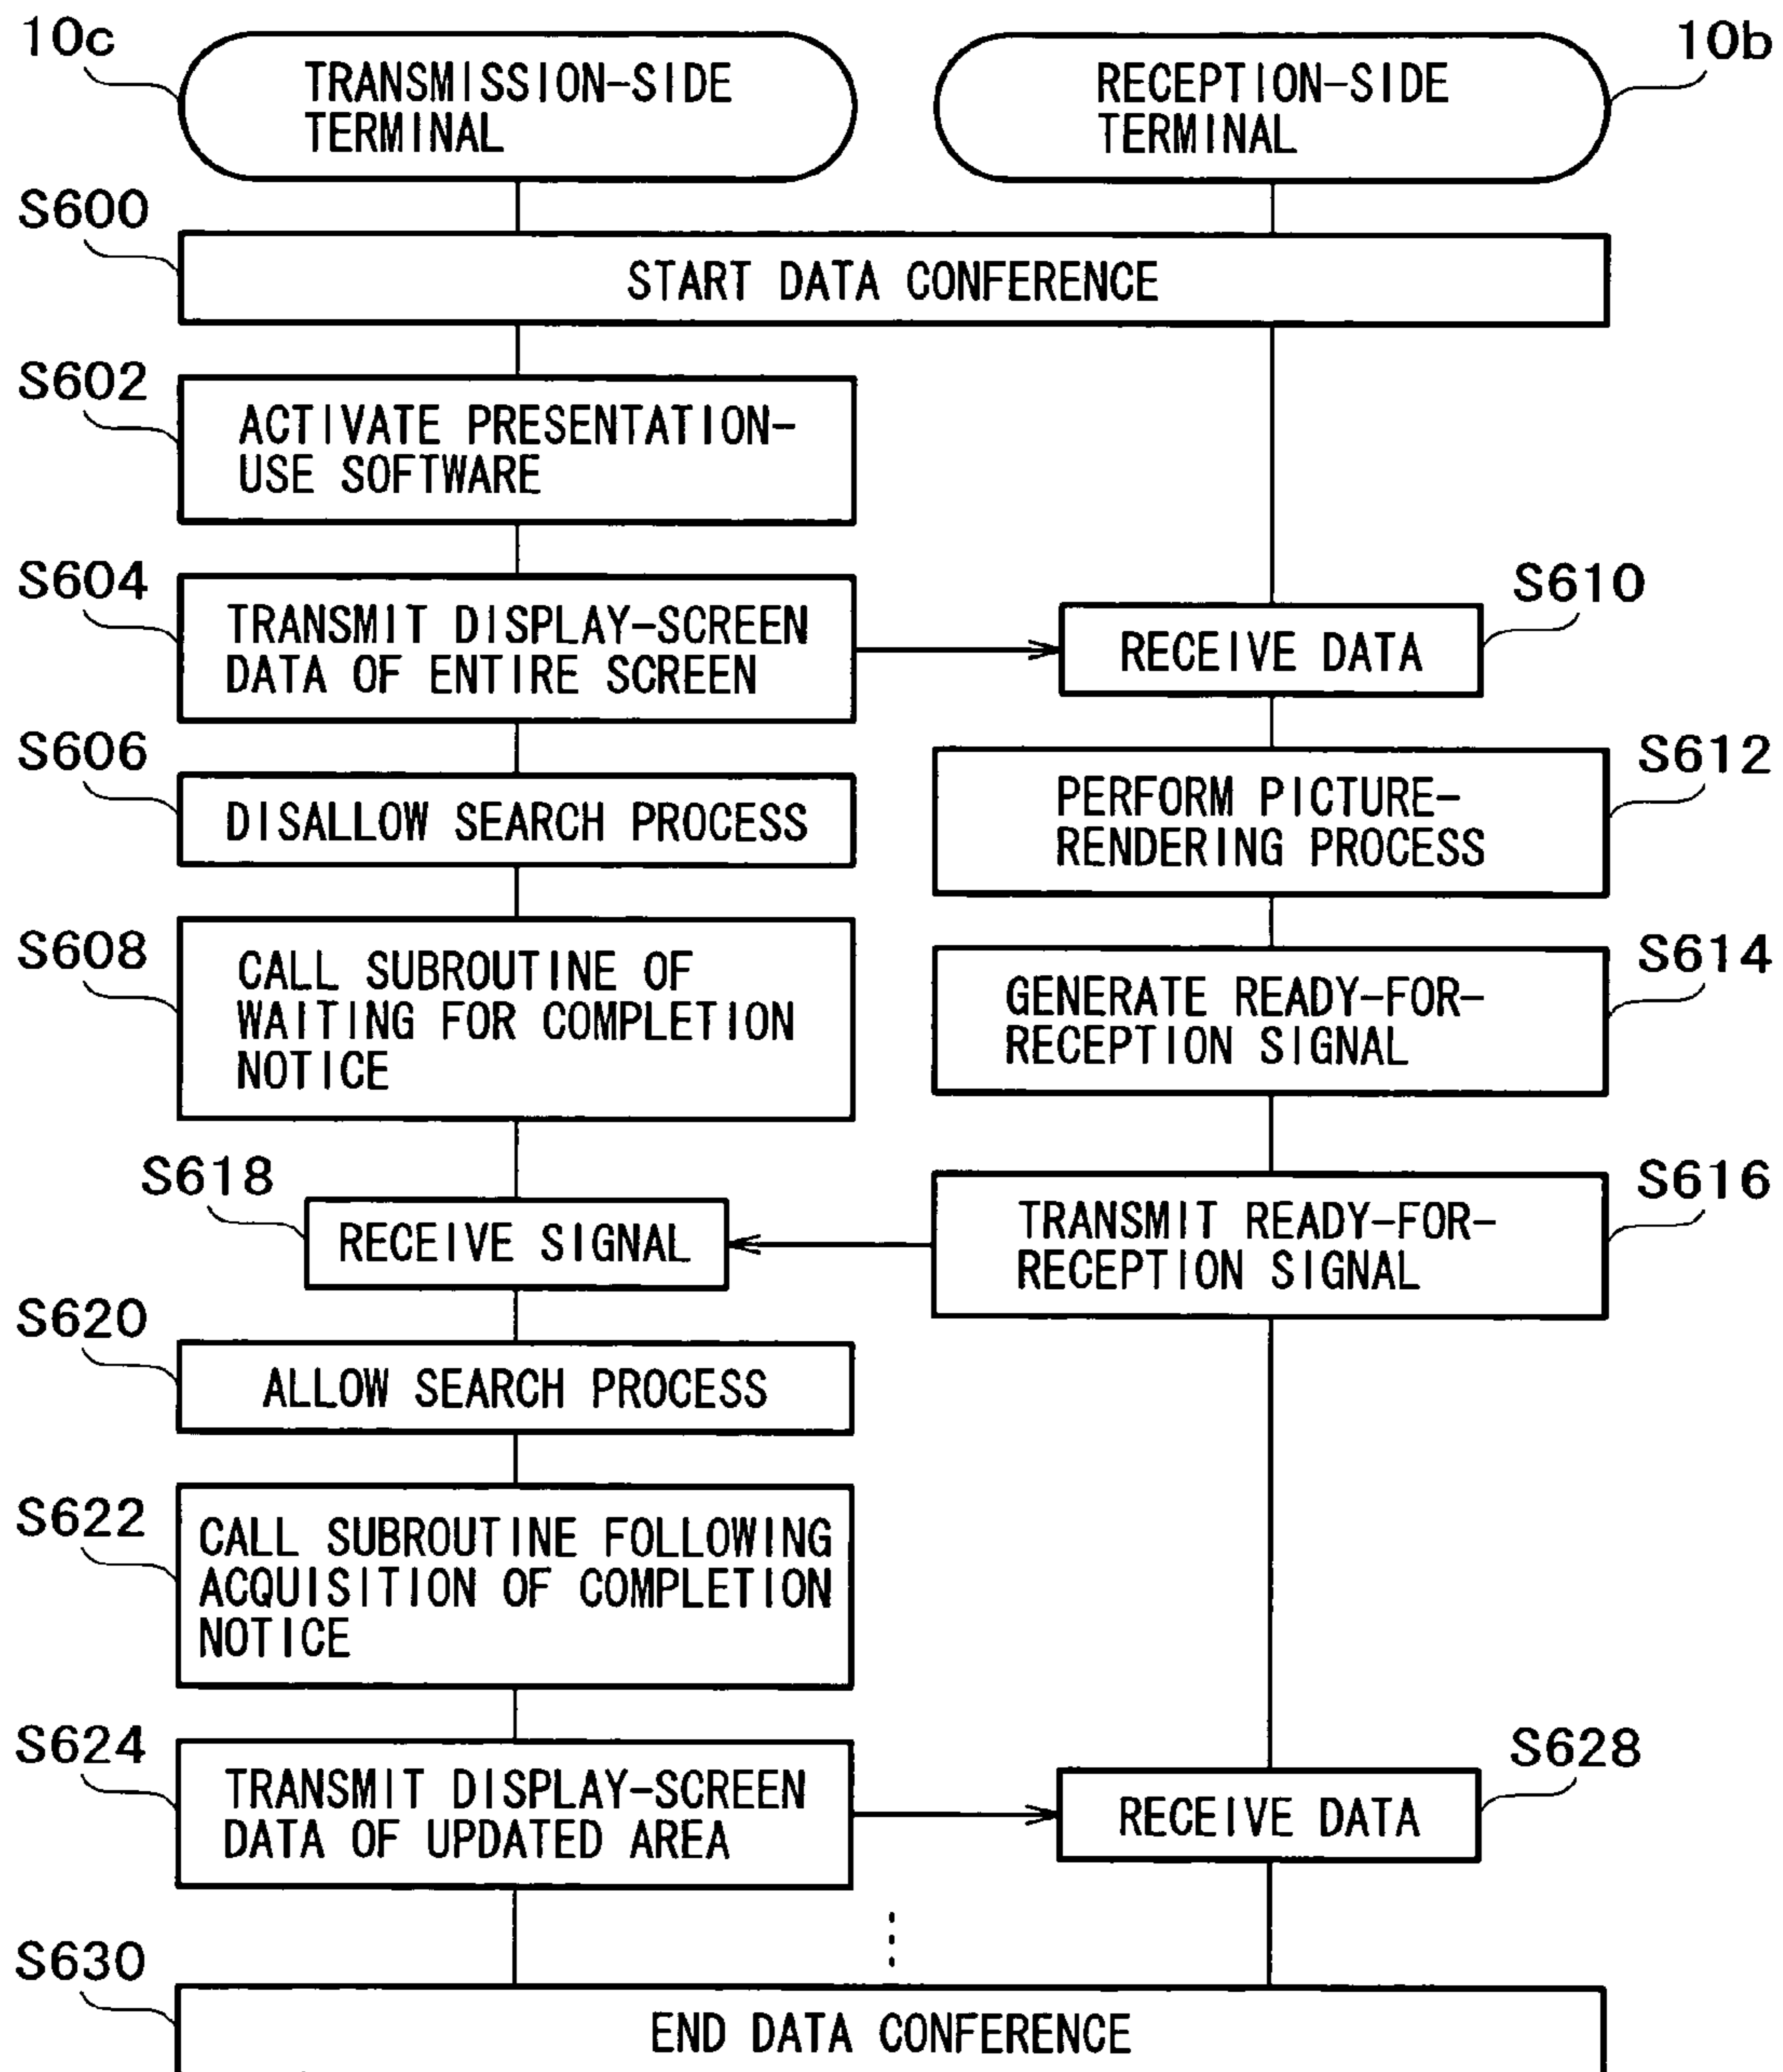 10c
TRANSMISSION-SIDE
TERMINAL
RECEPTION-SIDE
TERMINAL
10b
S600
START DATA CONFERENCE
S602
ACTIVATE PRESENTATION-
USE SOFTWARE
S604
TRANSMIT DISPLAY-SCREEN
DATA OF ENTIRE SCREEN
S610
RECEIVE DATA
S606
DISALLOW SEARCH PROCESS
S612
PERFORM PICTURE-
RENDERING PROCESS
S608
CALL SUBROUTINE OF
WAITING FOR COMPLETION
NOTICE
S614
GENERATE READY-FOR-
RECEPTION SIGNAL
S618
RECEIVE SIGNAL
S616
TRANSMIT READY-FOR-
RECEPTION SIGNAL
S620
ALLOW SEARCH PROCESS
S622
CALL SUBROUTINE FOLLOWING
ACQUISITION OF COMPLETION
NOTICE
S624
TRANSMIT DISPLAY-SCREEN
DATA OF UPDATED AREA
S628
RECEIVE DATA
S630
END DATA CONFERENCE